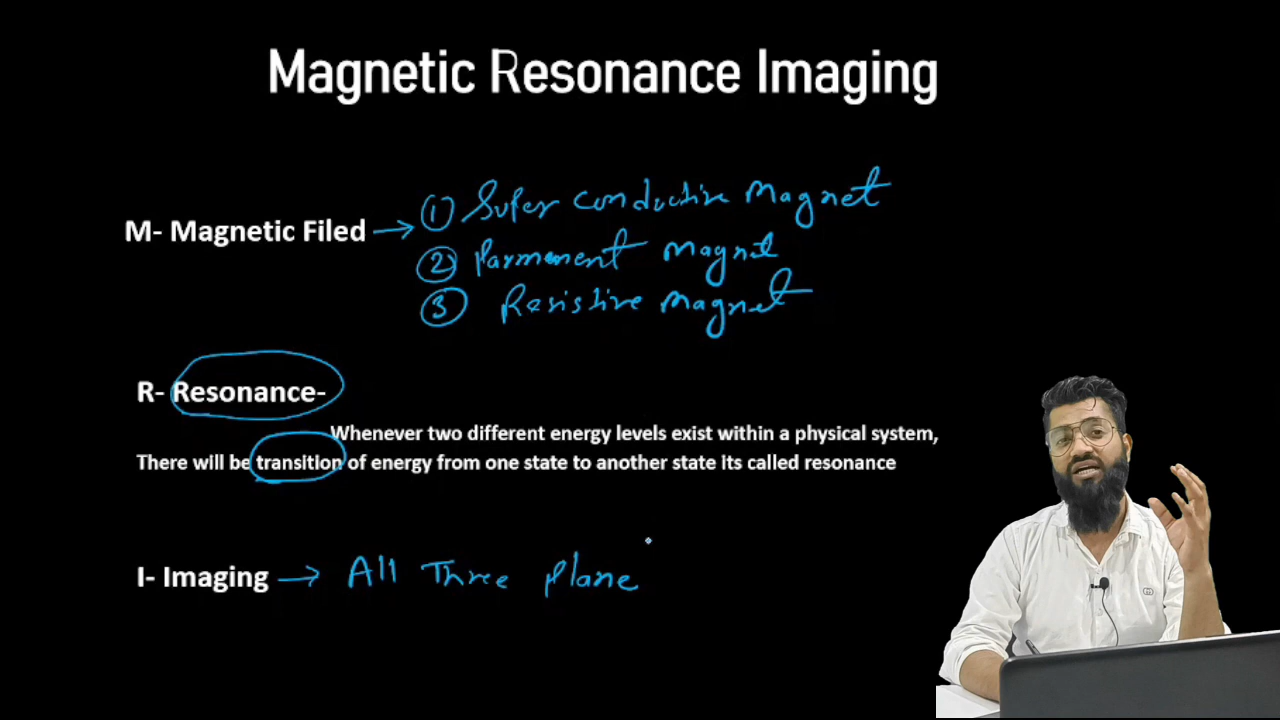 Magnetic Resonance Imaging
M- Magnetic Filed → ① Super conductive Magnet
② Parmanent Magnet
③ Resistive Magnet
R- Resonance-
Whenever two different energy levels exist within a physical system,
There will be transition of energy from one state to another state its called resonance
I- Imaging → All Three plane